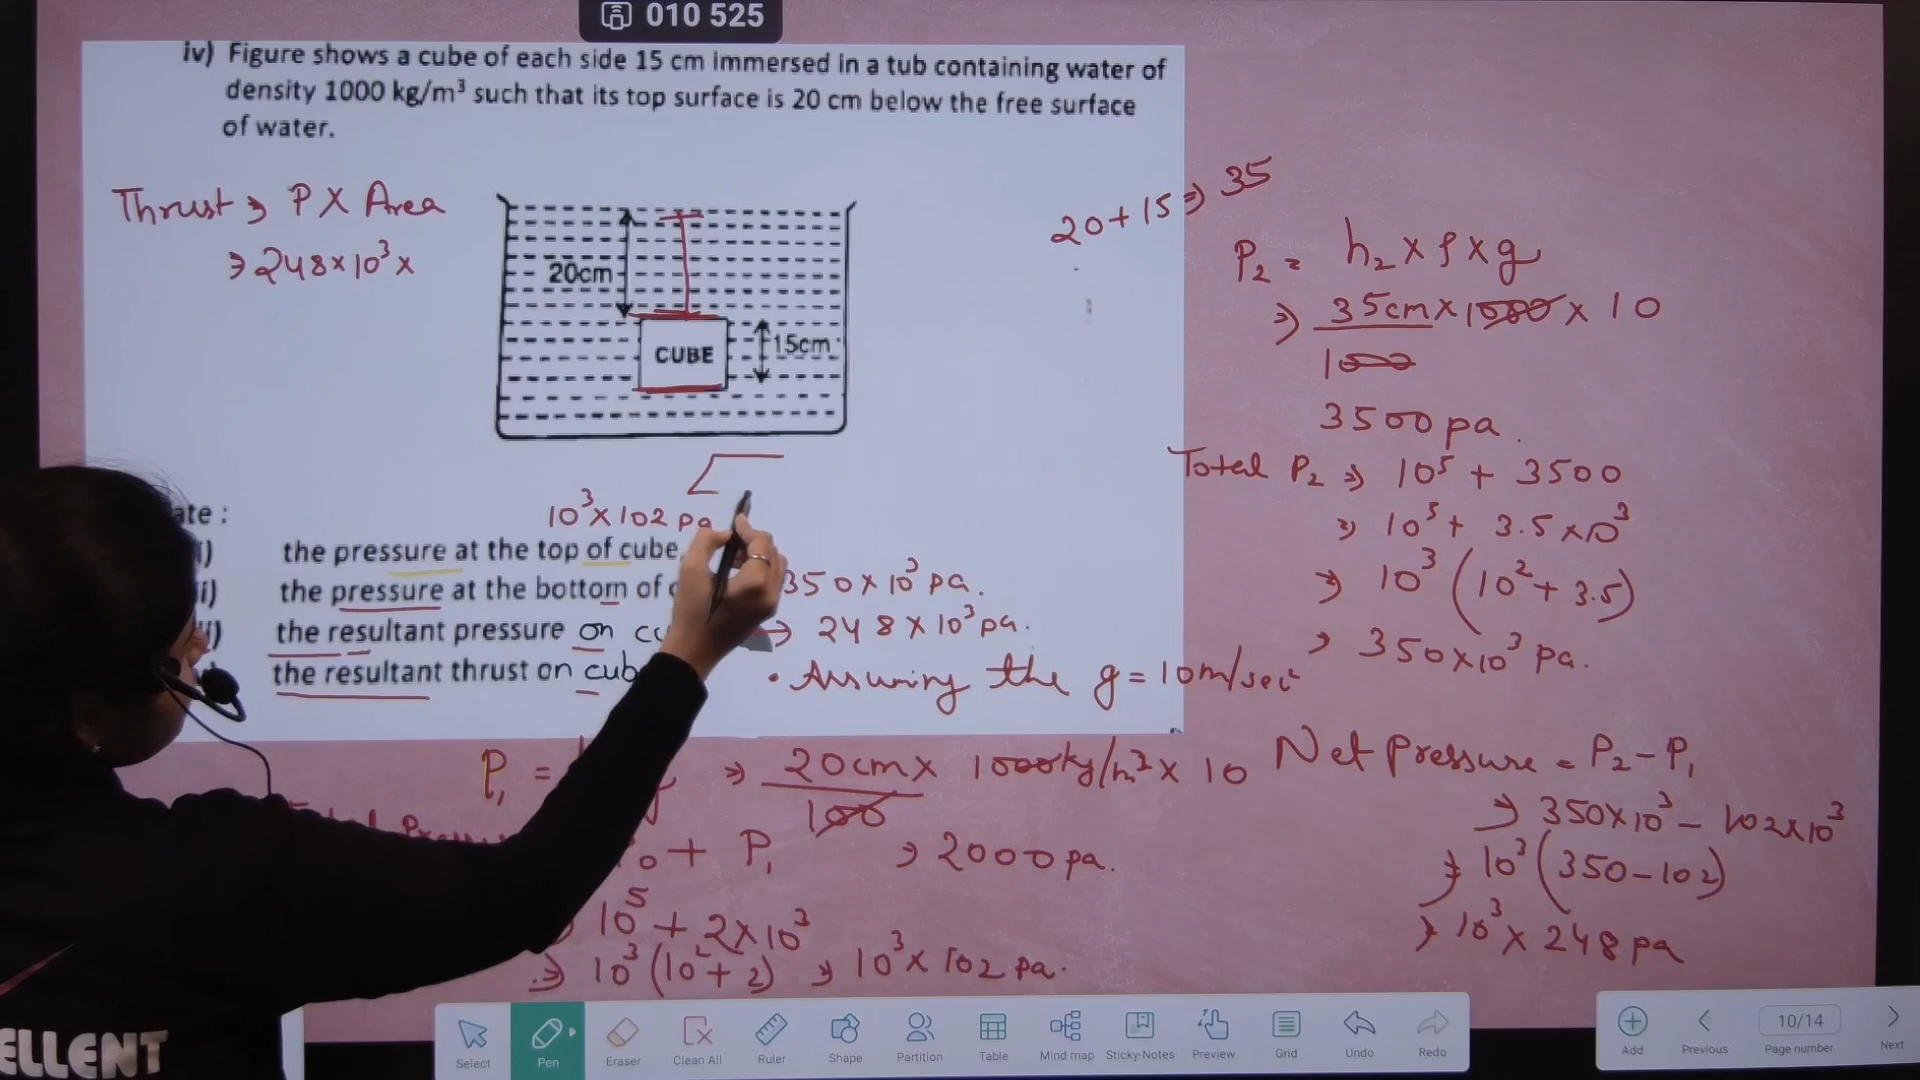 010 525
iv) Figure shows a cube of each side 15 cm immersed in a tub containing water of
density 1000 kg/m³ such that its top surface is 20 cm below the free surface
of water.
Thrust ⇒ P X Area
⇒ 248×10³×
20cm
CUBE
15cm
20+15 ⇒ 35
P₂ = h₂ × ρ × g
⇒ 35cm × 1000 × 10
100
3500 pa.
Total P₂ ⇒ 10⁵ + 3500
⇒ 10⁵ + 3.5 × 10³
⇒ 10³ (10² + 3.5)
⇒ 350×10³ pa.
ate :
10³×102 pa
i) the pressure at the top of cube
ii) the pressure at the bottom of
350×10³ pa.
the resultant pressure on cu
→ 248×10³ pa.
the resultant thrust on cub
• Assuming the g = 10m/sec²
P₁ =
⇒ 20cm × 1000kg/m³ × 10
100
P₀ + P₁
⇒ 2000 pa.
10⁵ + 2×10³
⇒ 10³ (10² + 2) ⇒ 10³ × 102 pa.
Net Pressure = P₂ - P₁
⇒ 350×10³ - 102×10³
⇒ 10³ (350-102)
⇒ 10³ × 248 pa
ELLENT
Select
Pen
Eraser
Clean All
Ruler
Shape
Partition
Table
Mind map
Sticky-Notes
Preview
Grid
Undo
Redo
Add
Previous
10/14
Page number
Next